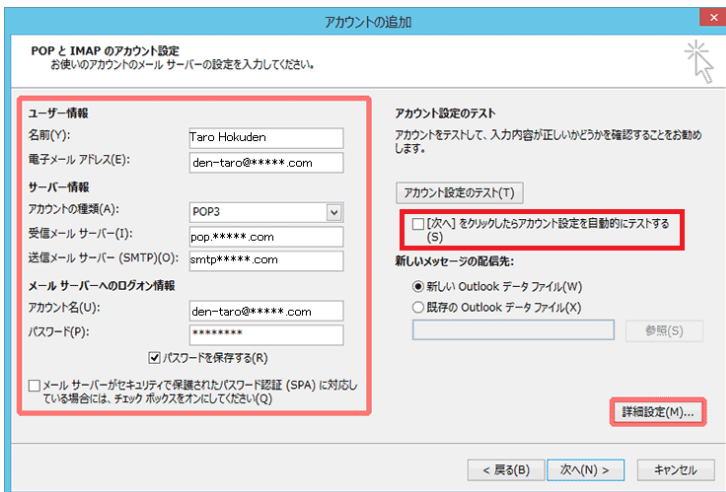 アカウントの追加
POP と IMAP のアカウント設定
お使いのアカウントのメール サーバーの設定を入力してください。
ユーザー情報
名前(Y):
Taro Hokuden
電子メール アドレス(E):
den-taro@*****.com
サーバー情報
アカウントの種類(A):
POP3
受信メール サーバー(I):
pop.*****.com
送信メール サーバー (SMTP)(O):
smtp*****.com
メール サーバーへのログオン情報
アカウント名(U):
den-taro@*****.com
パスワード(P):
********
パスワードを保存する(R)
メール サーバーがセキュリティで保護されたパスワード認証 (SPA) に対応し
ている場合には、チェック ボックスをオンにしてください(Q)
アカウント設定のテスト
アカウントをテストして、入力内容が正しいかどうかを確認することをお勧め
します。
アカウント設定のテスト(T)
[次へ] をクリックしたらアカウント設定を自動的にテストする
(S)
新しいメッセージの配信先:
新しい Outlook データ ファイル(W)
既存の Outlook データ ファイル(X)
参照(S)
詳細設定(M)...
< 戻る(B)
次へ(N) >
キャンセル